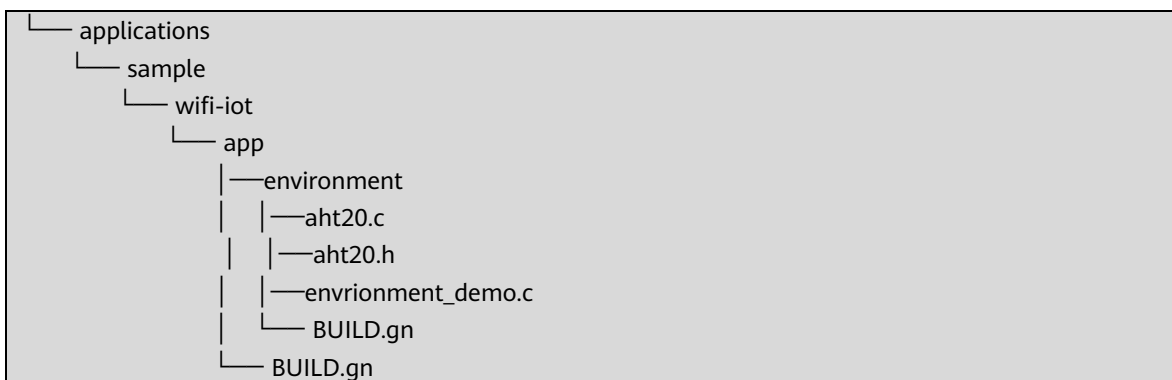 └── applications
└── sample
└── wifi-iot
└── app
│──environment
│ │──aht20.c
│ │──aht20.h
│ │──envrionment_demo.c
│ └── BUILD.gn
└── BUILD.gn